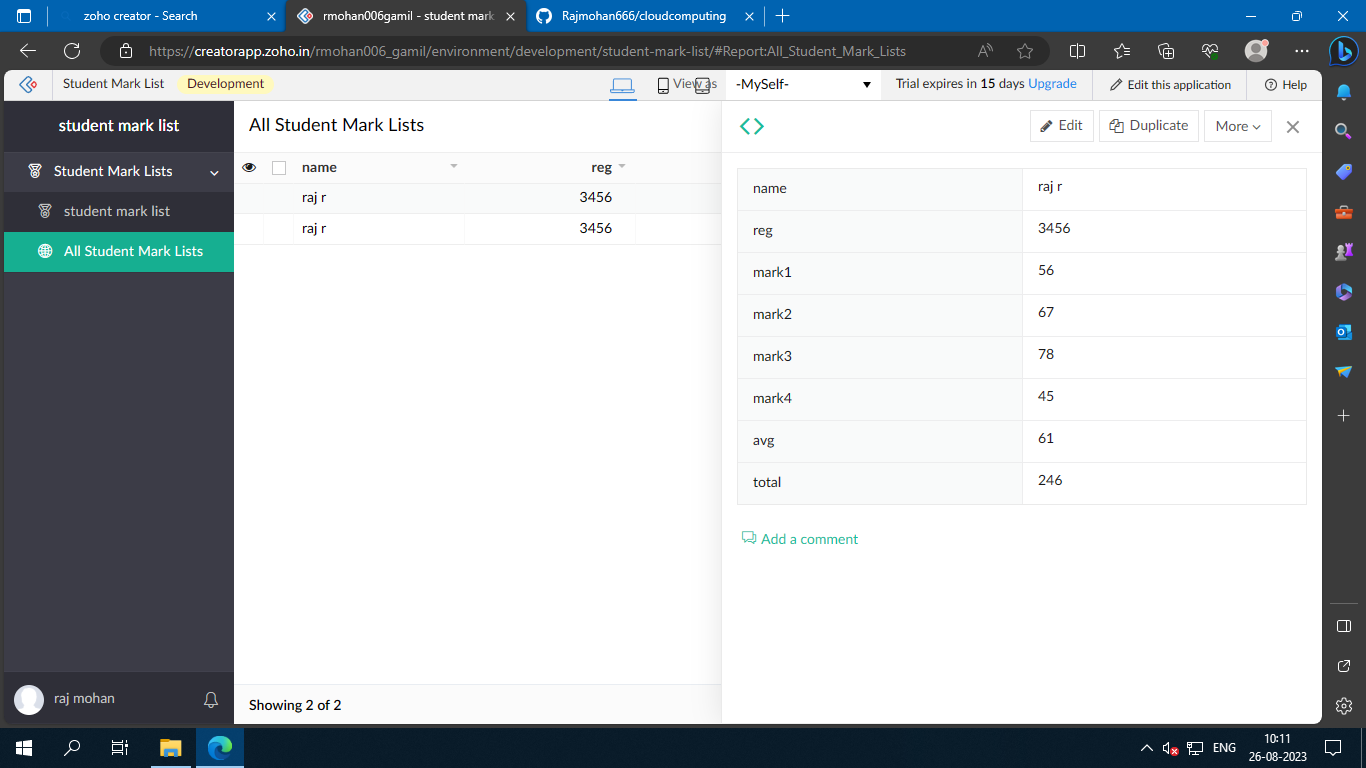 zoho creator - Search
rmohan006gamil - student mark
Rajmohan666/cloudcomputing
https://creatorapp.zoho.in/rmohan006_gamil/environment/development/student-mark-list/#Report:All_Student_Mark_Lists
Student Mark List Development View as -MySelf- Trial expires in 15 days Upgrade Edit this application Help
student mark list
Student Mark Lists
student mark list
All Student Mark Lists
raj mohan
All Student Mark Lists
name reg
raj r 3456
raj r 3456
Showing 2 of 2
Edit Duplicate More
name raj r
reg 3456
mark1 56
mark2 67
mark3 78
mark4 45
avg 61
total 246
Add a comment
ENG
10:11
26-08-2023